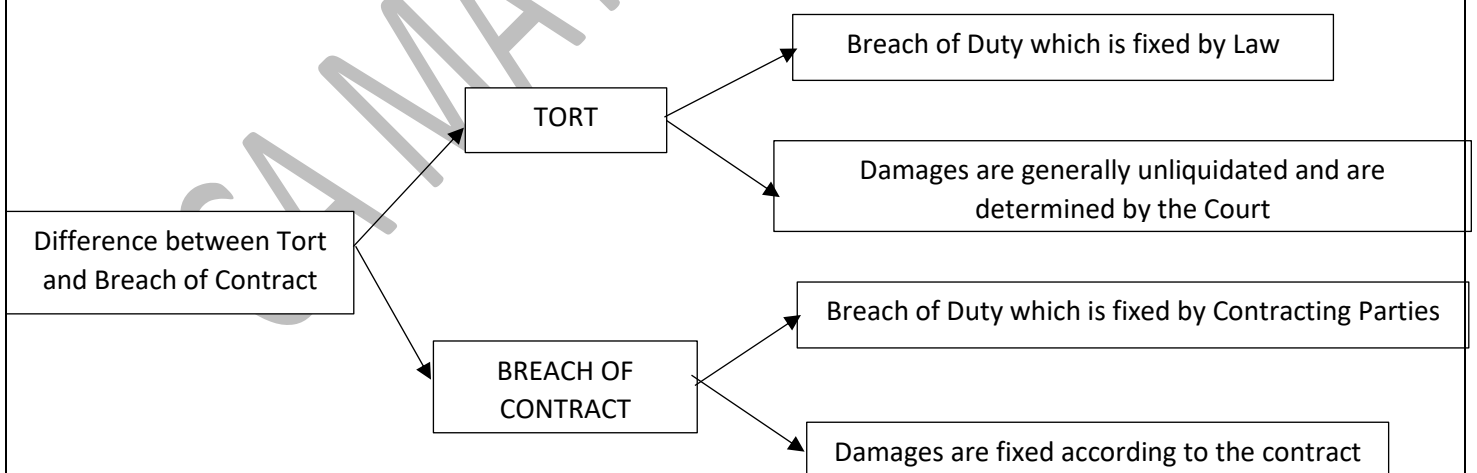 Breach of Duty which is fixed by Law
TORT
Damages are generally unliquidated and are
determined by the Court
Difference between Tort
and Breach of Contract
Breach of Duty which is fixed by Contracting Parties
BREACH OF
CONTRACT
Damages are fixed according to the contract